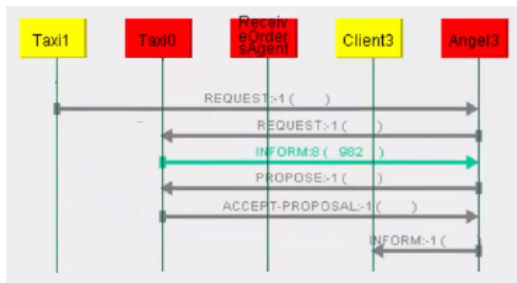 Taxi1
Taxi0
Receiv
eOrder
sAgent
Client3
Angel3
REQUEST:-1 ( )
REQUEST:-1 ( )
INFORM:8 ( 982 )
PROPOSE:-1 ( )
ACCEPT-PROPOSAL:-1 ( )
INFORM:-1 ( )